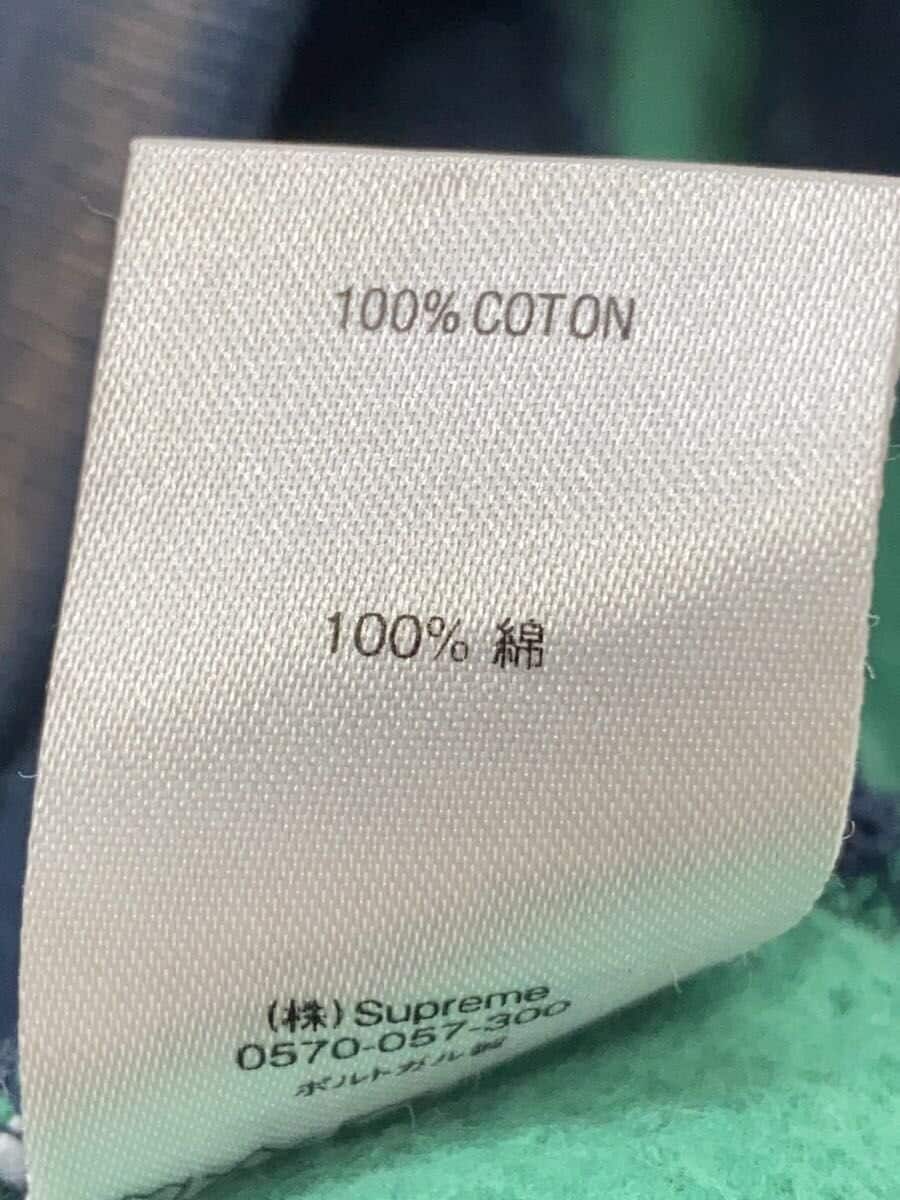 100% COTON
100% 綿
(株) Supreme
0570-057-300
ポルトガル製